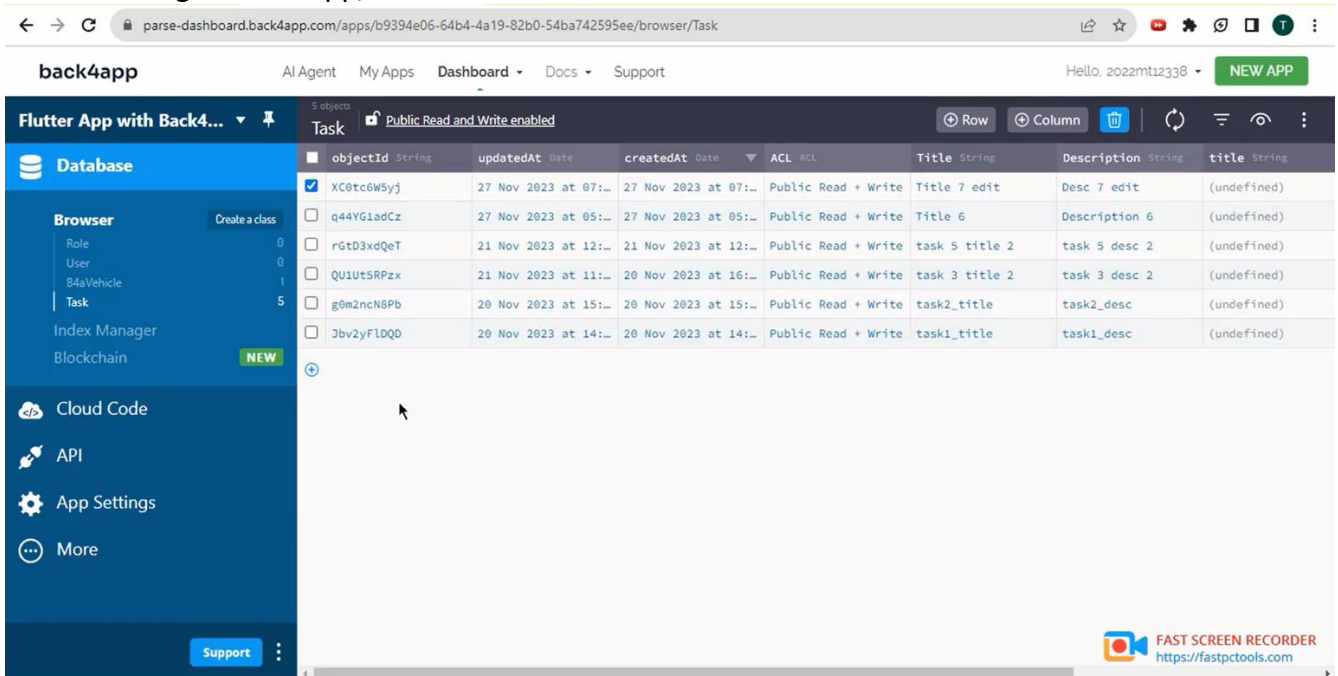 parse-dashboard.back4app.com/apps/b9394e06-64b4-4a19-82b0-54ba742595ee/browser/Task
T
back4app AI Agent My Apps Dashboard Docs Support Hello, 2022mt12338 NEW APP
Flutter App with Back4...
5 objects
Task Public Read and Write enabled Row Column
Database
Browser Create a class
Role 0
User 0
B4aVehicle 1
Task 5
Index Manager
Blockchain NEW
Cloud Code
API
App Settings
More
Support
objectId String updatedAt Date createdAt Date ACL ACL Title String Description String title String
XC0tc6W5yj 27 Nov 2023 at 07:… 27 Nov 2023 at 07:… Public Read + Write Title 7 edit Desc 7 edit (undefined)
q44YG1adCz 27 Nov 2023 at 05:… 27 Nov 2023 at 05:… Public Read + Write Title 6 Description 6 (undefined)
rGtD3xdQeT 21 Nov 2023 at 12:… 21 Nov 2023 at 12:… Public Read + Write task 5 title 2 task 5 desc 2 (undefined)
QU1Ut5RPzx 21 Nov 2023 at 11:… 20 Nov 2023 at 16:… Public Read + Write task 3 title 2 task 3 desc 2 (undefined)
g0m2ncN8Pb 20 Nov 2023 at 15:… 20 Nov 2023 at 15:… Public Read + Write task2_title task2_desc (undefined)
Jbv2yFlDQD 20 Nov 2023 at 14:… 20 Nov 2023 at 14:… Public Read + Write task1_title task1_desc (undefined)
FAST SCREEN RECORDER
https://fastpctools.com